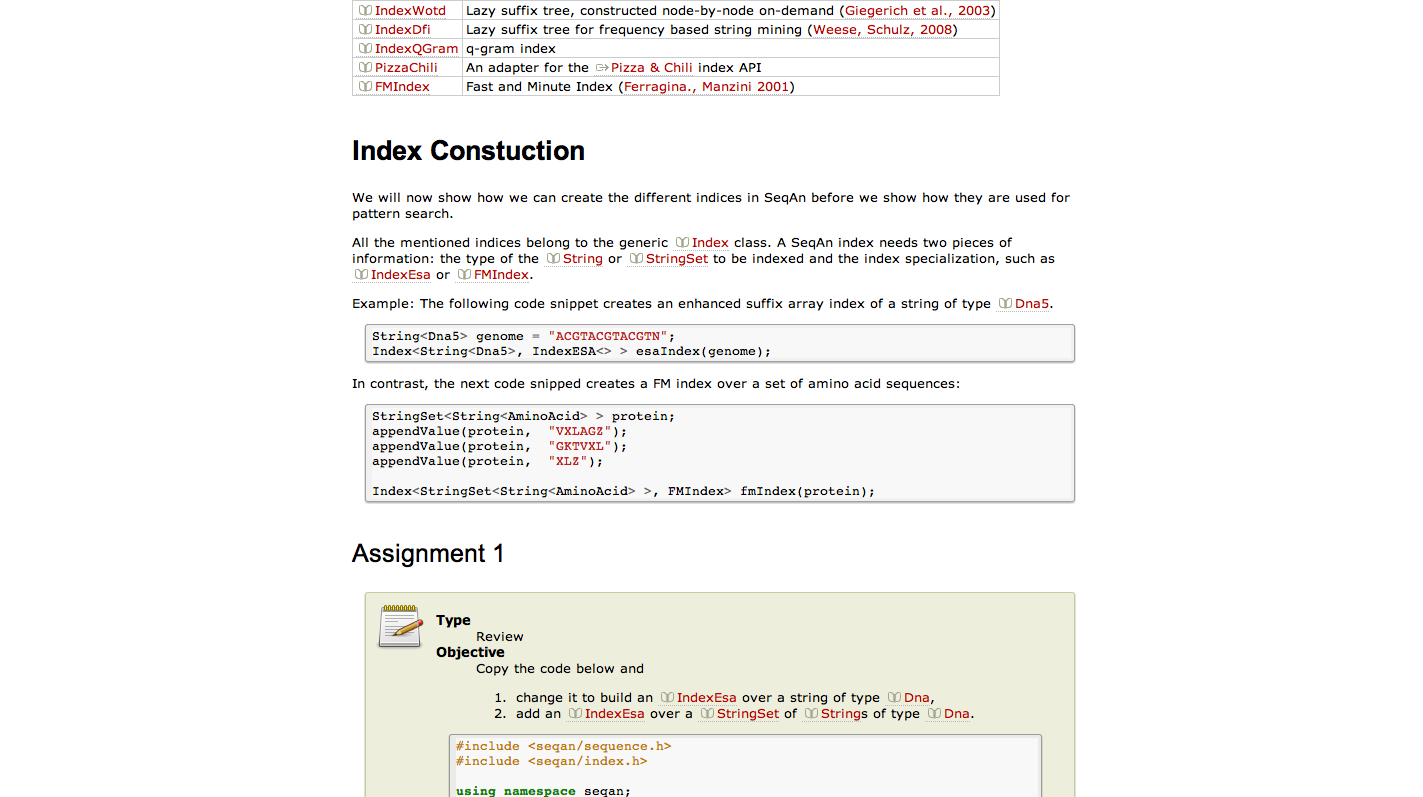 IndexWotd Lazy suffix tree, constructed node-by-node on-demand (Giegerich et al., 2003)
IndexDfi Lazy suffix tree for frequency based string mining (Weese, Schulz, 2008)
IndexQGram q-gram index
PizzaChili An adapter for the Pizza & Chili index API
FMIndex Fast and Minute Index (Ferragina., Manzini 2001)
Index Constuction
We will now show how we can create the different indices in SeqAn before we show how they are used for
pattern search.
All the mentioned indices belong to the generic Index class. A SeqAn index needs two pieces of
information: the type of the String or StringSet to be indexed and the index specialization, such as
IndexEsa or FMIndex.
Example: The following code snippet creates an enhanced suffix array index of a string of type Dna5.
String<Dna5> genome = "ACGTACGTACGTN";
Index<String<Dna5>, IndexESA<> > esaIndex(genome);
In contrast, the next code snipped creates a FM index over a set of amino acid sequences:
StringSet<String<AminoAcid> > protein;
appendValue(protein, "VXLAGZ");
appendValue(protein, "GKTVXL");
appendValue(protein, "XLZ");
Index<StringSet<String<AminoAcid> >, FMIndex> fmIndex(protein);
Assignment 1
Type
Review
Objective
Copy the code below and
1. change it to build an IndexEsa over a string of type Dna,
2. add an IndexEsa over a StringSet of Strings of type Dna.
#include <seqan/sequence.h>
#include <seqan/index.h>
using namespace seqan;